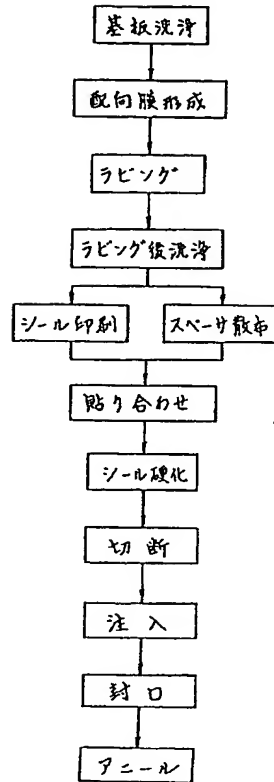 基板洗浄
配向膜形成
ラビング
ラビング後洗浄
シール印刷
スペーサ散布
貼り合わせ
シール硬化
切断
注入
封口
アニール